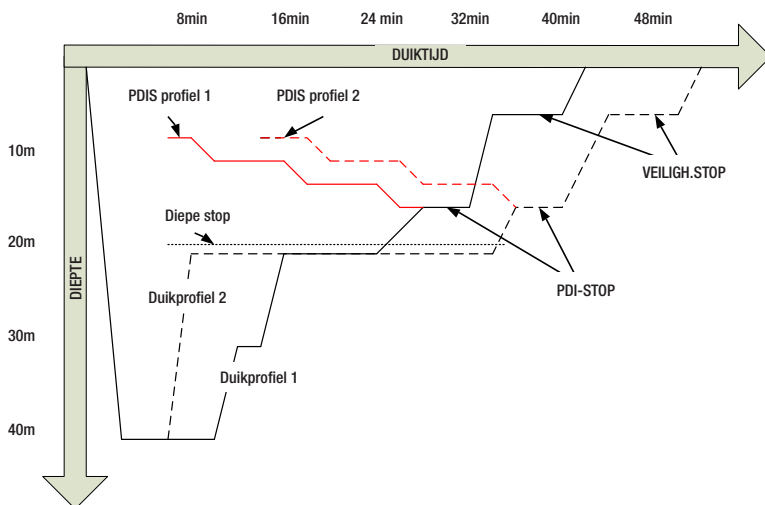 8min 16min 24 min 32min 40min 48min
DUIKTIJD
PDIS profiel 1 PDIS profiel 2
10m
VEILIGH.STOP
Diepe stop
20m
DIEPTE
PDI-STOP
Duikprofiel 2
30m
Duikprofiel 1
40m